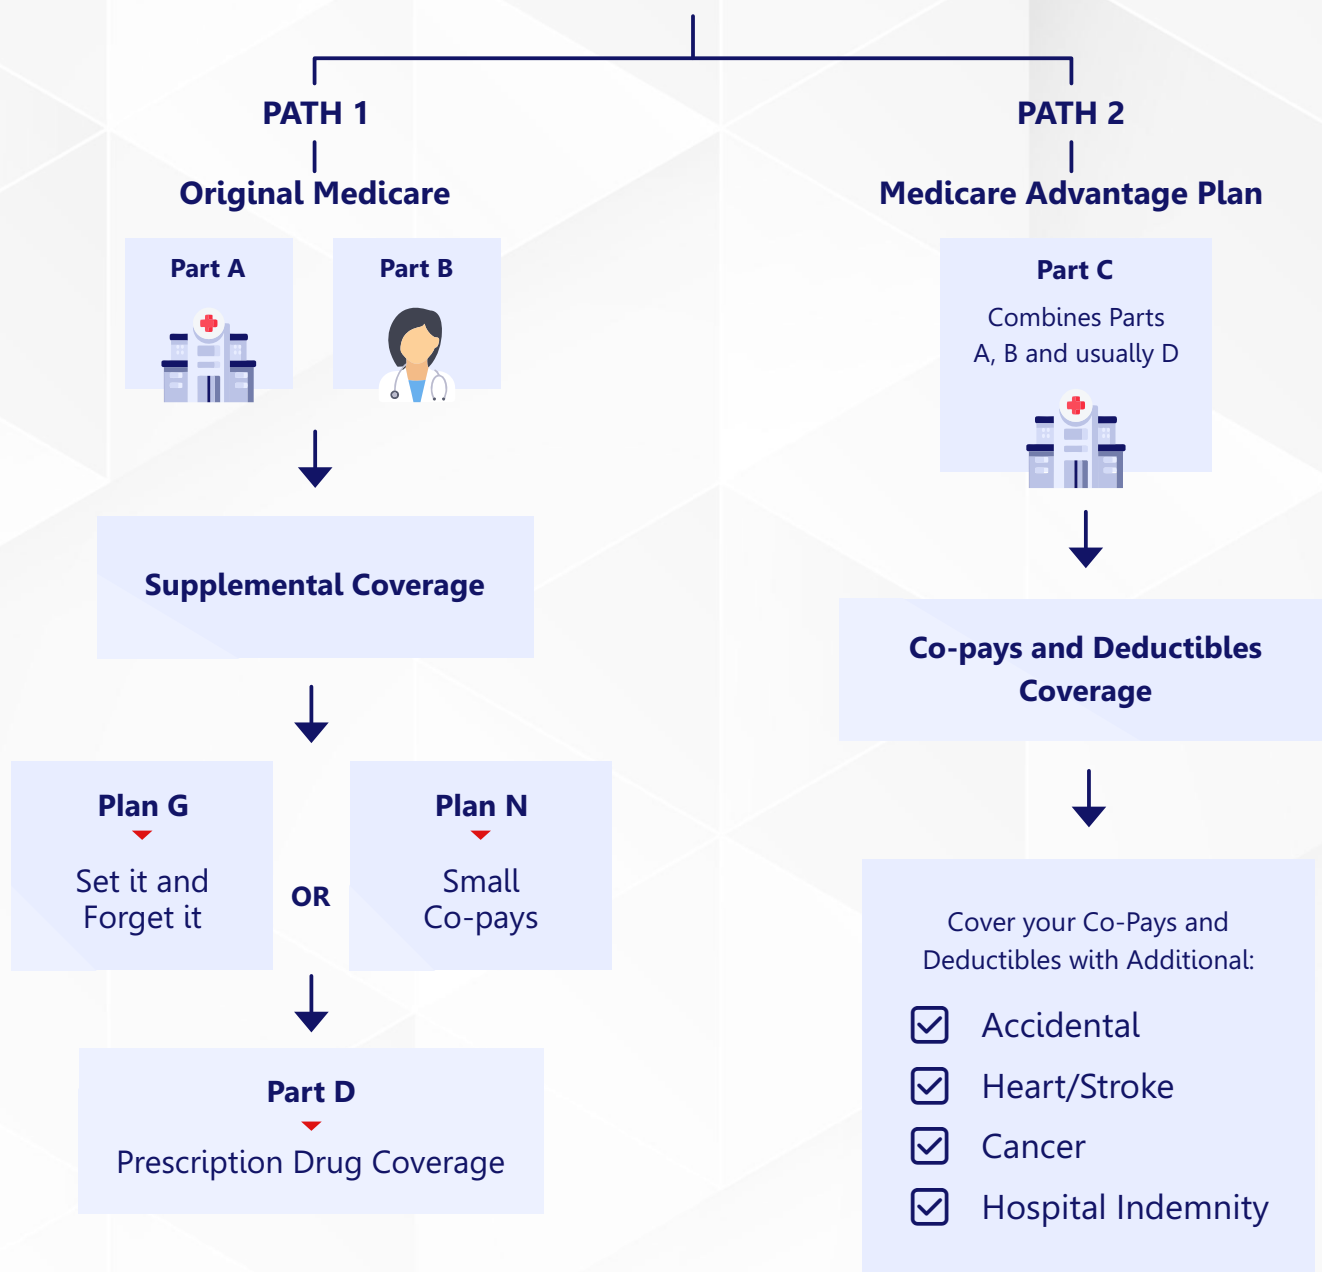 PATH 1
Original Medicare
Part A
Part B
Supplemental Coverage
Plan G
Set it and
Forget it
OR
Plan N
Small
Co-pays
Part D
Prescription Drug Coverage
PATH 2
Medicare Advantage Plan
Part C
Combines Parts
A, B and usually D
Co-pays and Deductibles
Coverage
Cover your Co-Pays and
Deductibles with Additional:
Accidental
Heart/Stroke
Cancer
Hospital Indemnity